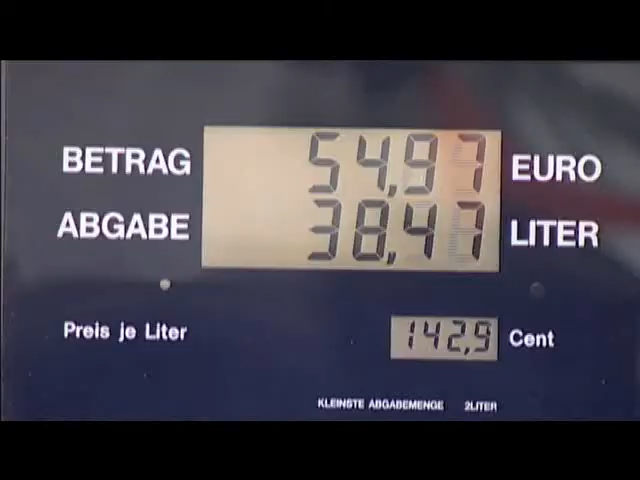 BETRAG 54,97 EURO
ABGABE 38,47 LITER
Preis je Liter 142,9 Cent
KLEINSTE ABGABEMENGE 2LITER